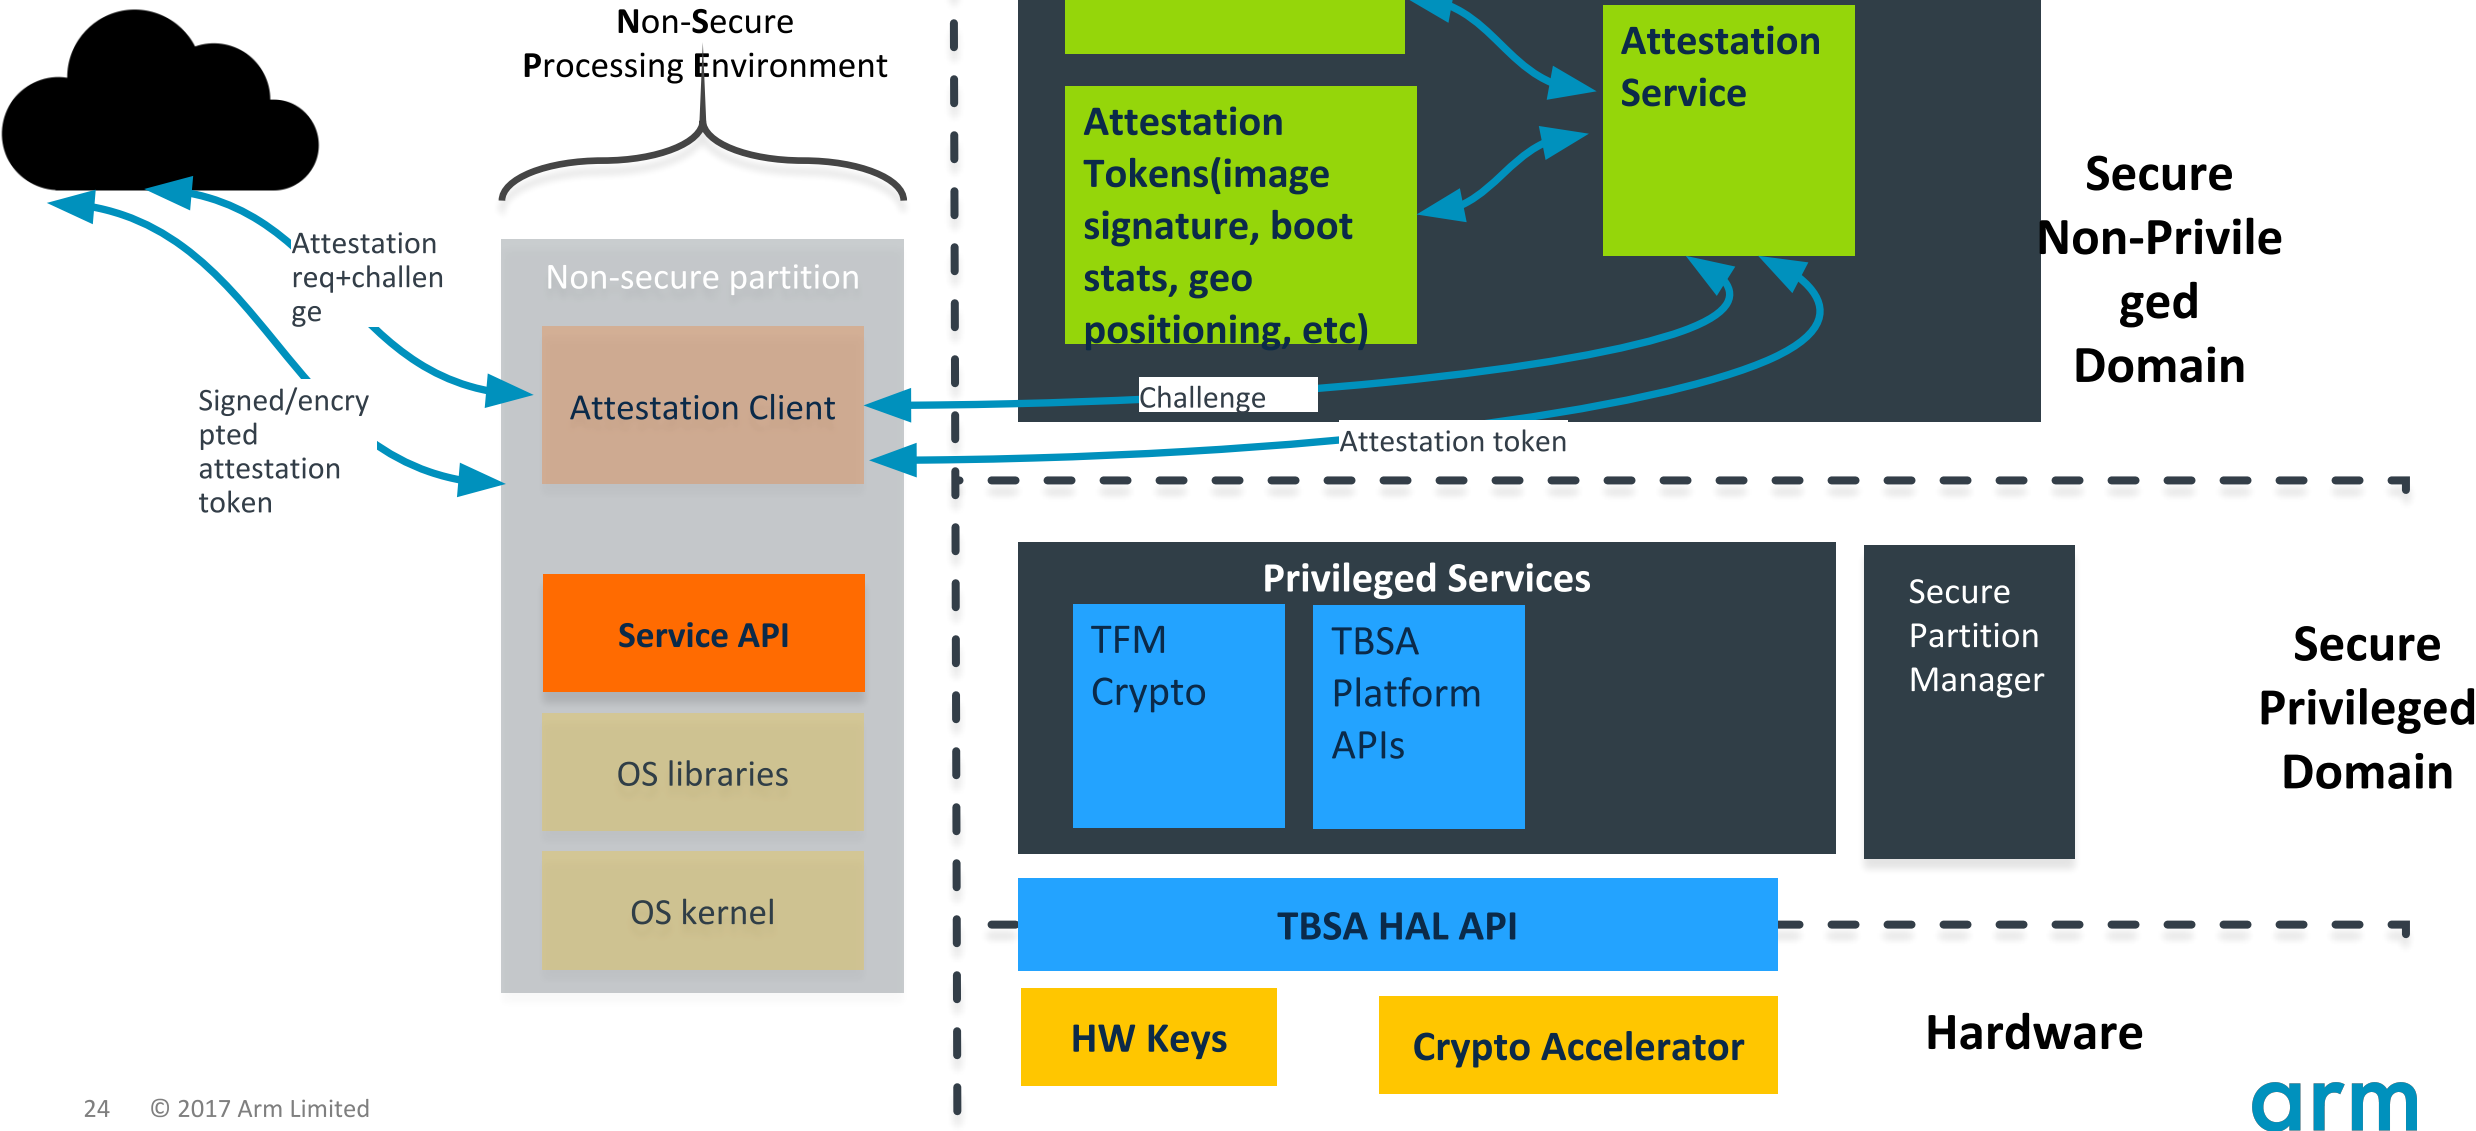 Non-Secure
Processing Environment
Attestation
req+challen
ge
Signed/encry
pted
attestation
token
Non-secure partition
Attestation Client
Service API
OS libraries
OS kernel
Attestation
Service
Attestation
Tokens(image
signature, boot
stats, geo
positioning, etc)
Challenge
Attestation token
Secure
Non-Privile
ged
Domain
Privileged Services
TFM
Crypto
TBSA
Platform
APIs
Secure
Partition
Manager
Secure
Privileged
Domain
TBSA HAL API
HW Keys
Crypto Accelerator
Hardware
24 © 2017 Arm Limited
arm